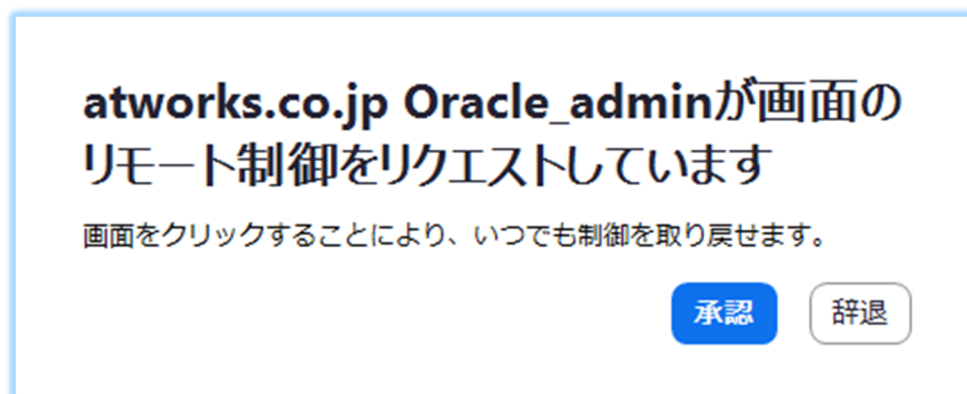 atworks.co.jp Oracle_adminが画面の
リモート制御をリクエストしています
画面をクリックすることにより、いつでも制御を取り戻せます。
承認 辞退